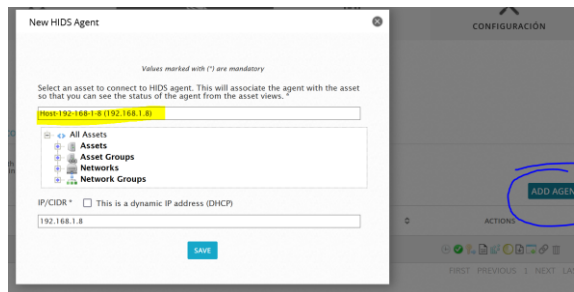 New HIDS Agent
CONFIGURACIÓN
Values marked with (*) are mandatory
Select an asset to connect to HIDS agent. This will associate the agent with the asset
so that you can see the status of the agent from the asset views. *
Host-192-168-1-8 (192.168.1.8)
All Assets
Assets
Asset Groups
Networks
Network Groups
ADD AGEN
IP/CIDR * This is a dynamic IP address (DHCP)
192.168.1.8
ACTIONS
SAVE
FIRST PREVIOUS 1 NEXT LAS